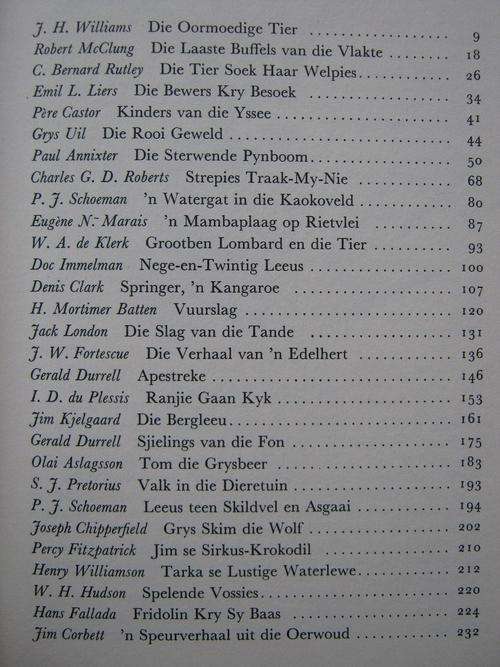 J. H. Williams Die Oormoedige Tier . . . . . . . . . . . . . . . . . . 9
Robert McClung Die Laaste Buffels van die Vlakte . . . . . . . 18
C. Bernard Rutley Die Tier Soek Haar Welpies . . . . . . . . . . . 26
Emil L. Liers Die Bewers Kry Besoek . . . . . . . . . . . . . . . . . . 34
Père Castor Kinders van die Yssee . . . . . . . . . . . . . . . . . . . . . 41
Grys Uil Die Rooi Geweld . . . . . . . . . . . . . . . . . . . . . . . . . . . 44
Paul Annixter Die Sterwende Pynboom . . . . . . . . . . . . . . . . . 50
Charles G. D. Roberts Strepies Traak-My-Nie . . . . . . . . . . . 68
P. J. Schoeman 'n Watergat in die Kaokoveld . . . . . . . . . . . 80
Eugène N. Marais 'n Mambaplaag op Rietvlei . . . . . . . . . . . 87
W. A. de Klerk Grootben Lombard en die Tier . . . . . . . . . 93
Doc Immelman Nege-en-Twintig Leeus . . . . . . . . . . . . . . . . 100
Denis Clark Springer, 'n Kangaroe . . . . . . . . . . . . . . . . . . 107
H. Mortimer Batten Vuurslag . . . . . . . . . . . . . . . . . . . . . . . . 120
Jack London Die Slag van die Tande . . . . . . . . . . . . . . . . . . 131
J. W. Fortescue Die Verhaal van 'n Edelhert . . . . . . . . . . . . 136
Gerald Durrell Apestreke . . . . . . . . . . . . . . . . . . . . . . . . . . . . 146
I. D. du Plessis Ranjie Gaan Kyk . . . . . . . . . . . . . . . . . . . . . 153
Jim Kjelgaard Die Bergleeu . . . . . . . . . . . . . . . . . . . . . . . . . . 161
Gerald Durrell Sjielings van die Fon . . . . . . . . . . . . . . . . . . . 175
Olai Aslagsson Tom die Grysbeer . . . . . . . . . . . . . . . . . . . . . 183
S. J. Pretorius Valk in die Dieretuin . . . . . . . . . . . . . . . . . . . 193
P. J. Schoeman Leeus teen Skildvel en Asgaai . . . . . . . . . . . 194
Joseph Chipperfield Grys Skim die Wolf . . . . . . . . . . . . . . . . 202
Percy Fitzpatrick Jim se Sirkus-Krokodil . . . . . . . . . . . . . . 210
Henry Williamson Tarka se Lustige Waterlewe . . . . . . . . . . . 212
W. H. Hudson Spelende Vossies . . . . . . . . . . . . . . . . . . . . . . . 220
Hans Fallada Fridolin Kry Sy Baas . . . . . . . . . . . . . . . . . . . 224
Jim Corbett 'n Speurverhaal uit die Oerwoud . . . . . . . . . . . . 232